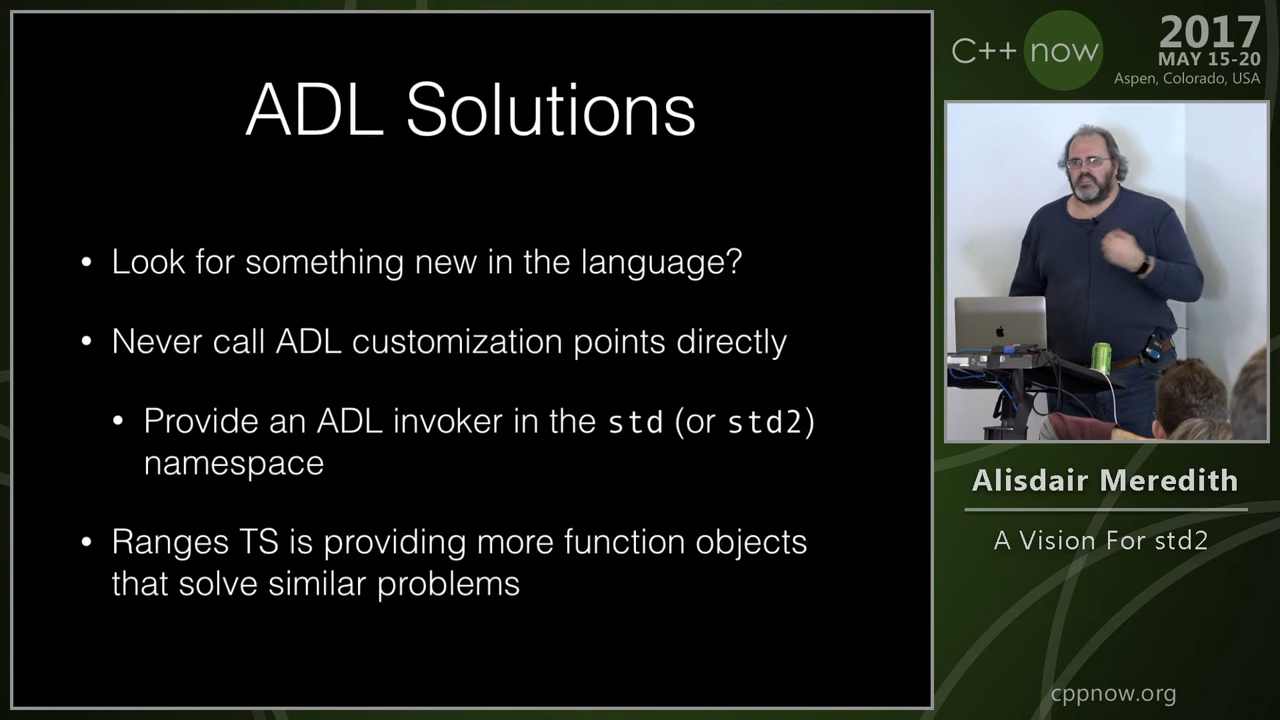 ADL Solutions
• Look for something new in the language?
• Never call ADL customization points directly
• Provide an ADL invoker in the std (or std2)
namespace
• Ranges TS is providing more function objects
that solve similar problems
C++ now
2017
MAY 15-20
Aspen, Colorado, USA
Alisdair Meredith
A Vision For std2
cppnow.org